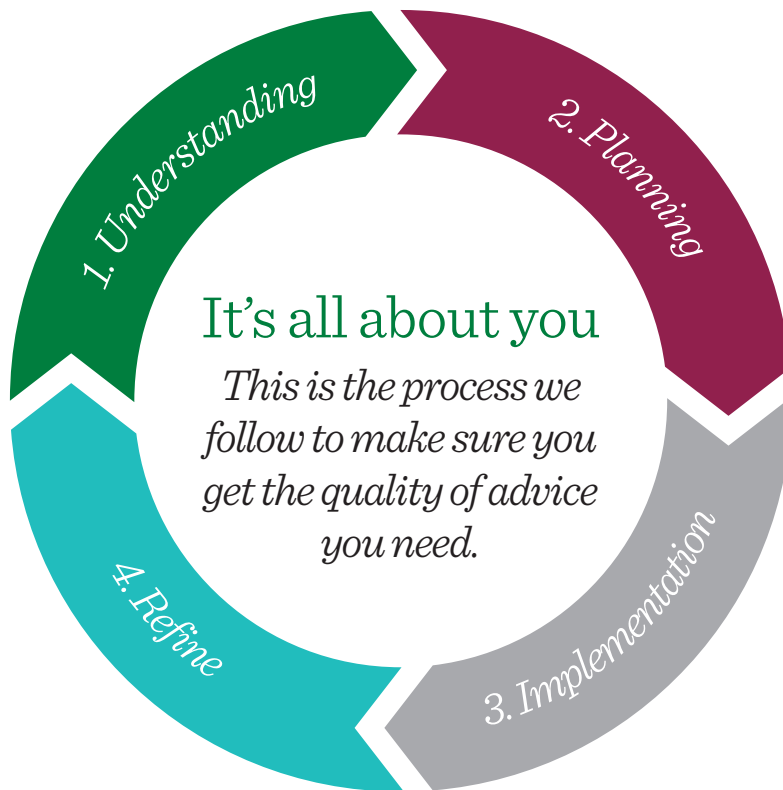 1. Understanding
2. Planning
It’s all about you
This is the process we
follow to make sure you
get the quality of advice
you need.
4. Refine
3. Implementation